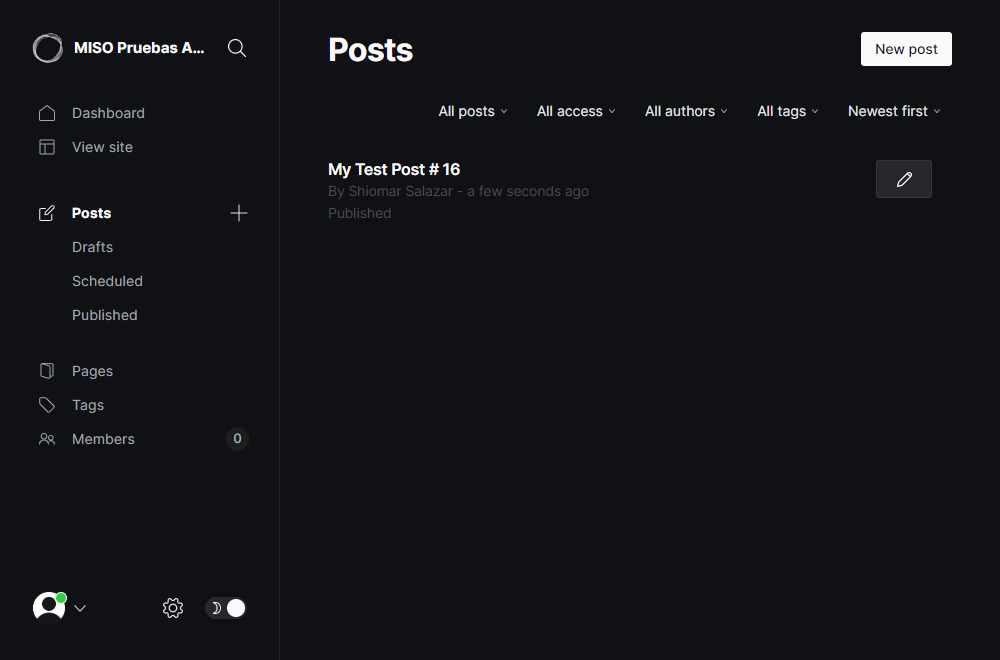 MISO Pruebas A...
Dashboard
View site
Posts
Drafts
Scheduled
Published
Pages
Tags
Members 0
Posts
New post
All posts All access All authors All tags Newest first
My Test Post # 16
By Shiomar Salazar - a few seconds ago
Published